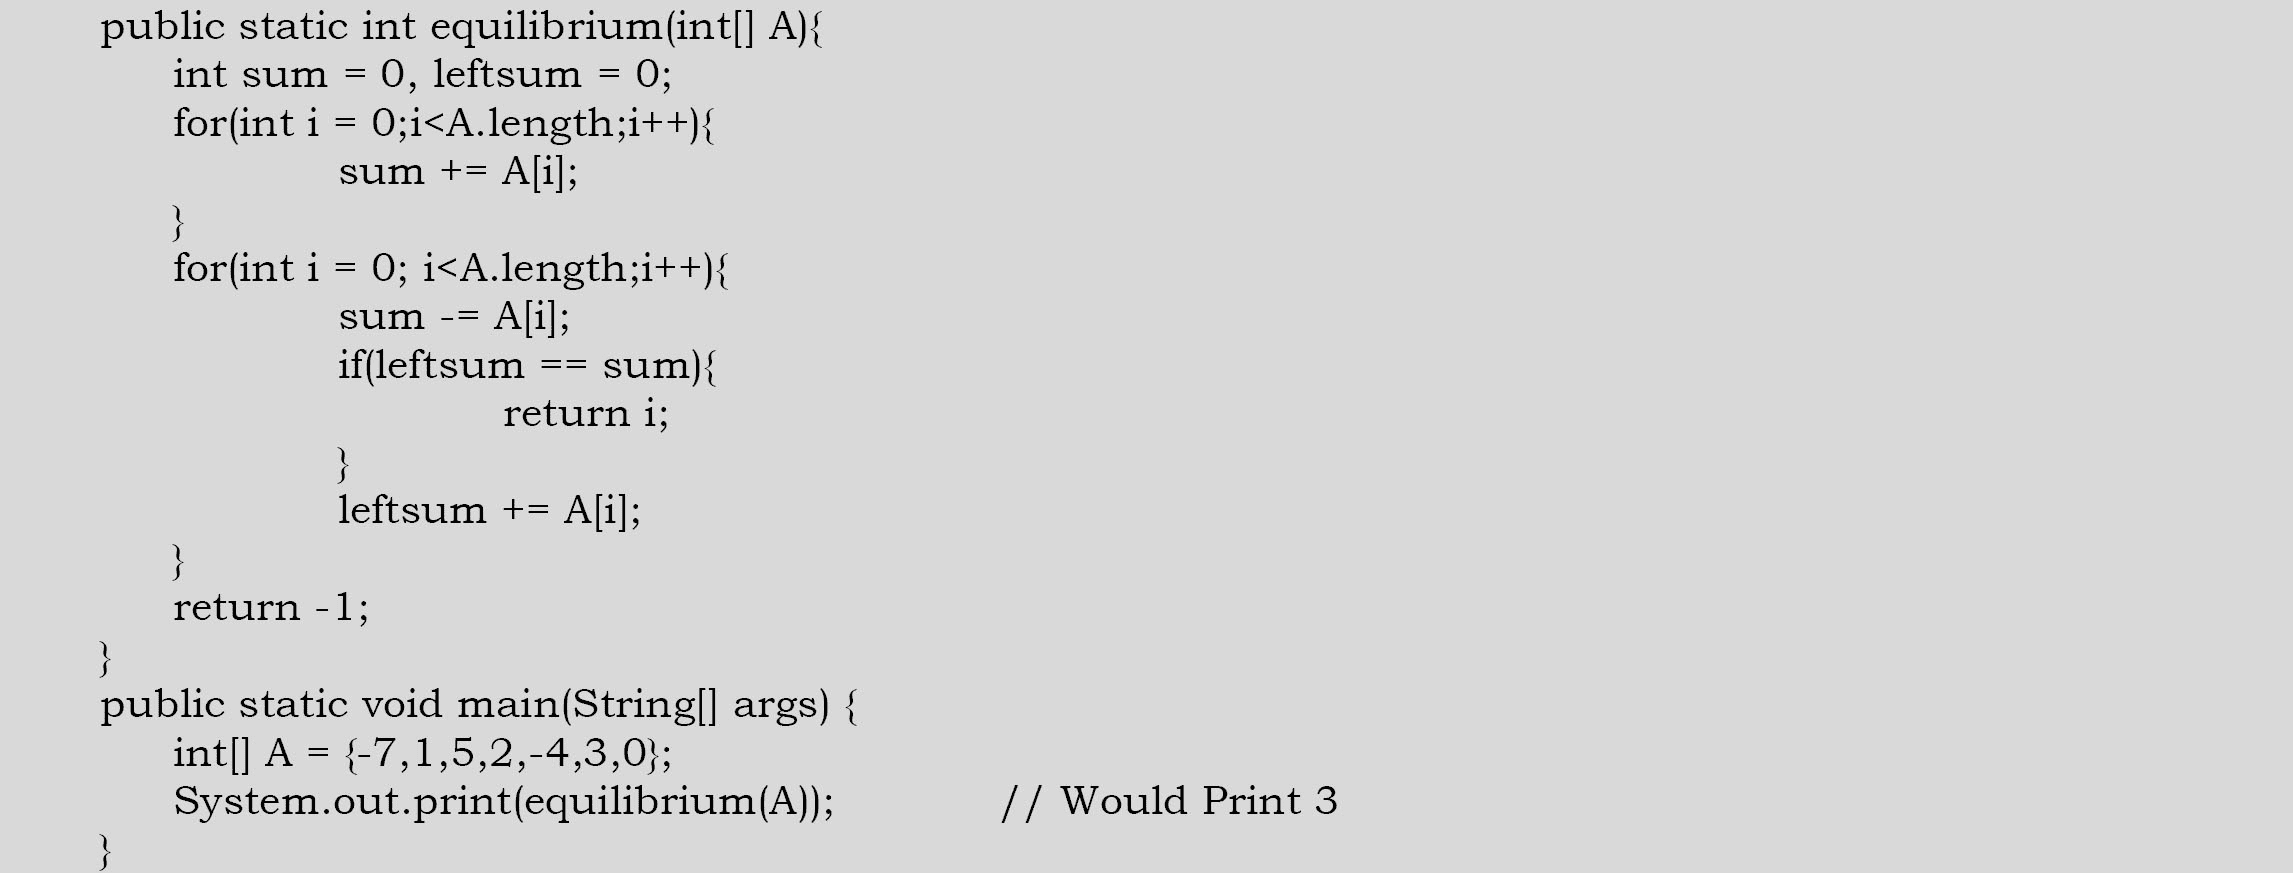 public static int equilibrium(int[] A){
int sum = 0, leftsum = 0;
for(int i = 0;i<A.length;i++){
sum += A[i];
}
for(int i = 0; i<A.length;i++){
sum -= A[i];
if(leftsum == sum){
return i;
}
leftsum += A[i];
}
return -1;
}
public static void main(String[] args) {
int[] A = {-7,1,5,2,-4,3,0};
System.out.print(equilibrium(A)); // Would Print 3
}